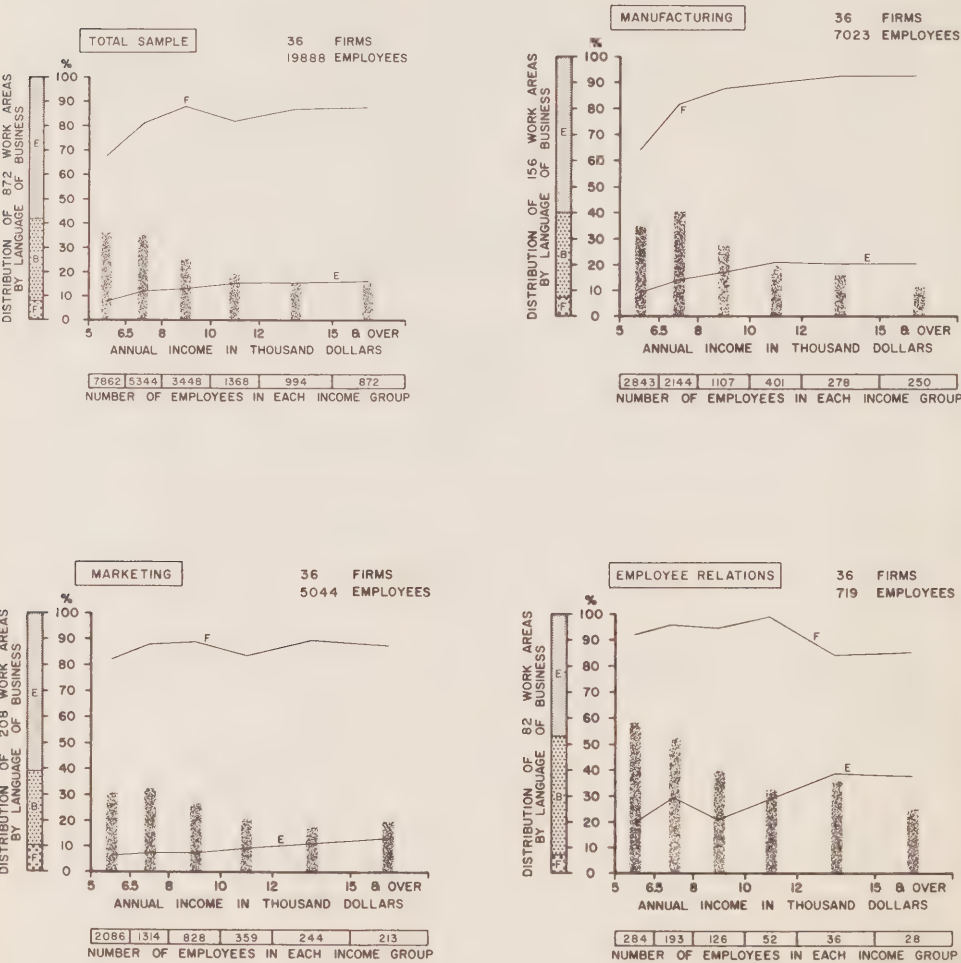 TOTAL SAMPLE
36 FIRMS
19888 EMPLOYEES
%
DISTRIBUTION OF 872 WORK AREAS
BY LANGUAGE OF BUSINESS
E
B
F
100
90
80
70
60
50
40
30
20
10
0
F
E
5 6.5 8 10 12 15 & OVER
ANNUAL INCOME IN THOUSAND DOLLARS
7862 5344 3448 1368 994 872
NUMBER OF EMPLOYEES IN EACH INCOME GROUP
MANUFACTURING
36 FIRMS
7023 EMPLOYEES
%
DISTRIBUTION OF 156 WORK AREAS
BY LANGUAGE OF BUSINESS
E
B
F
100
90
80
70
60
50
40
30
20
10
0
F
E
5 6.5 8 10 12 15 & OVER
ANNUAL INCOME IN THOUSAND DOLLARS
2843 2144 1107 401 278 250
NUMBER OF EMPLOYEES IN EACH INCOME GROUP
MARKETING
36 FIRMS
5044 EMPLOYEES
%
DISTRIBUTION OF 208 WORK AREAS
BY LANGUAGE OF BUSINESS
E
B
F
100
90
80
70
60
50
40
30
20
10
0
F
E
5 6.5 8 10 12 15 & OVER
ANNUAL INCOME IN THOUSAND DOLLARS
2086 1314 828 359 244 213
NUMBER OF EMPLOYEES IN EACH INCOME GROUP
EMPLOYEE RELATIONS
36 FIRMS
719 EMPLOYEES
%
DISTRIBUTION OF 82 WORK AREAS
BY LANGUAGE OF BUSINESS
E
B
F
100
90
80
70
60
50
40
30
20
10
0
F
E
5 6.5 8 10 12 15 & OVER
ANNUAL INCOME IN THOUSAND DOLLARS
284 193 126 52 36 28
NUMBER OF EMPLOYEES IN EACH INCOME GROUP